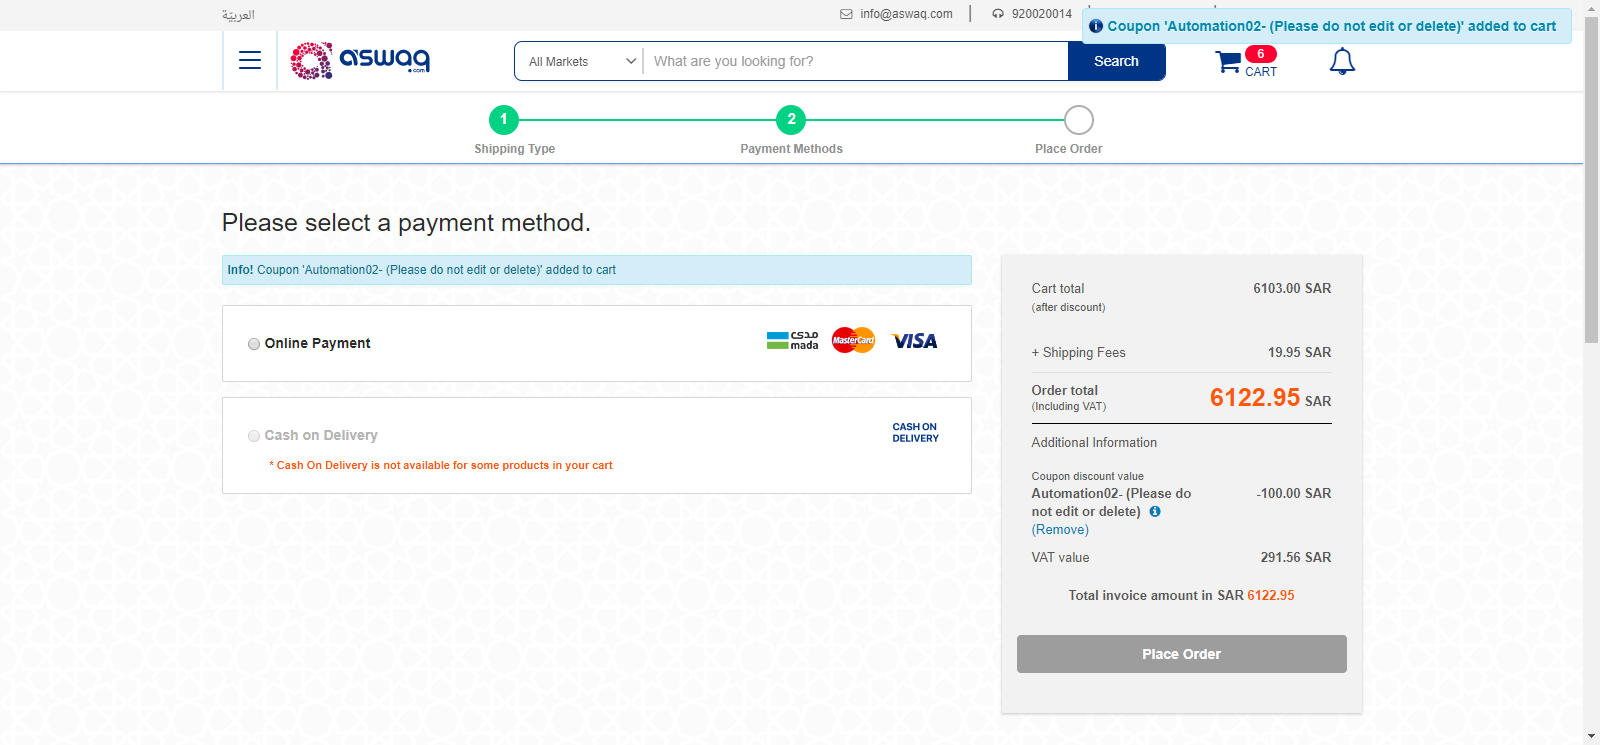 العربيّة
info@aswaq.com
920020014
Coupon 'Automation02- (Please do not edit or delete)' added to cart
aswaq
.com
All Markets
What are you looking for?
Search
6
CART
1
2
Shipping Type
Payment Methods
Place Order
Please select a payment method.
Info! Coupon 'Automation02- (Please do not edit or delete)' added to cart
Online Payment
مدى
mada
MasterCard
VISA
Cash on Delivery
CASH ON
DELIVERY
* Cash On Delivery is not available for some products in your cart
Cart total 6103.00 SAR
(after discount)
+ Shipping Fees 19.95 SAR
Order total 6122.95 SAR
(Including VAT)
Additional Information
Coupon discount value
Automation02- (Please do -100.00 SAR
not edit or delete)
(Remove)
VAT value 291.56 SAR
Total invoice amount in SAR 6122.95
Place Order